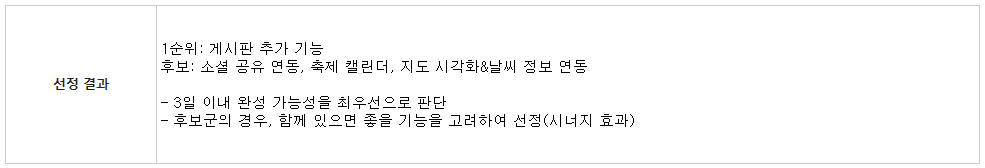 선정 결과
1순위: 게시판 추가 기능
후보: 소셜 공유 연동, 축제 캘린더, 지도 시각화&날씨 정보 연동
- 3일 이내 완성 가능성을 최우선으로 판단
- 후보군의 경우, 함께 있으면 좋을 기능을 고려하여 선정(시너지 효과)